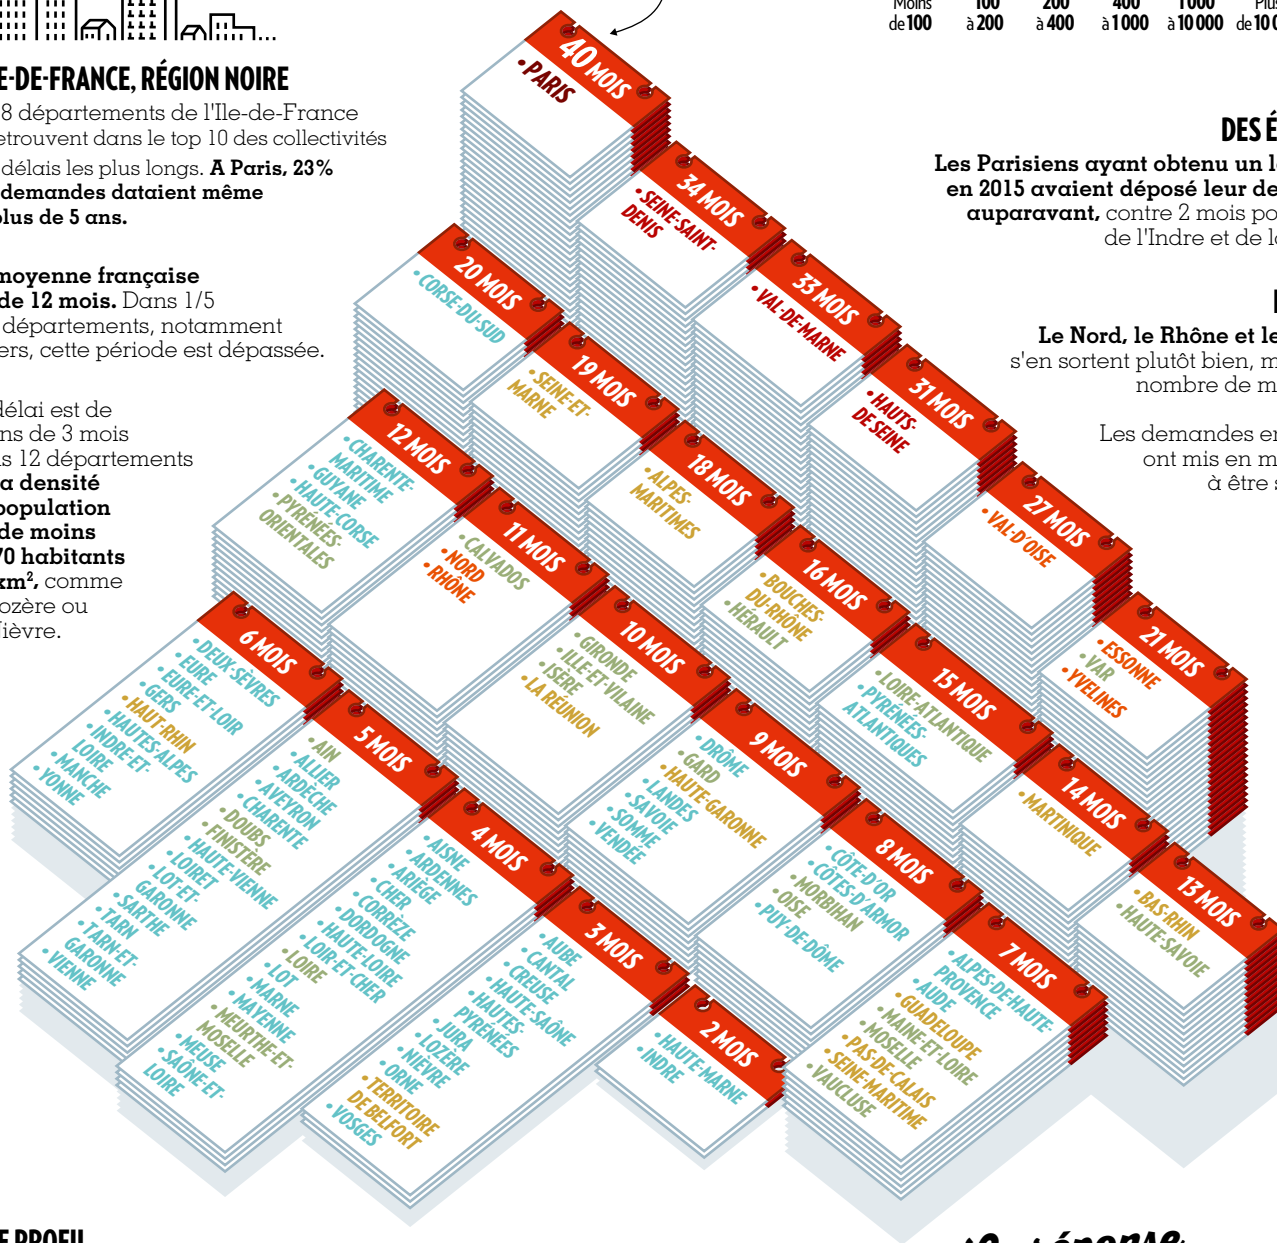 Moins
de 100
100
à 200
200
à 400
400
à 1 000
1 000
à 10 000
de 10
E-DE-FRANCE, RÉGION NOIRE
8 départements de l'Ile-de-France
etrouvent dans le top 10 des collectivités
délais les plus longs. A Paris, 23%
demandes dataient même
plus de 5 ans.
moyenne française
de 12 mois. Dans 1/5
départements, notamment
ers, cette période est dépassée.
délai est de
ns de 3 mois
s 12 départements
a densité
population
de moins
70 habitants
km², comme
ozère ou
ièvre.
DES É
Les Parisiens ayant obtenu un l
en 2015 avaient déposé leur de
auparavant, contre 2 mois po
de l'Indre et de l
Le Nord, le Rhône et le
s'en sortent plutôt bien, m
nombre de m
Les demandes e
ont mis en m
à être s
40 MOIS
• PARIS
34 MOIS
• SEINE-SAINT-
DENIS
33 MOIS
• VAL-DE-MARNE
31 MOIS
• HAUTS-
DE SEINE
27 MOIS
• VAL-D'OISE
21 MOIS
• ESSONNE
• VAR
• YVELINES
20 MOIS
• CORSE-DU-SUD
19 MOIS
• SEINE-ET-
MARNE
18 MOIS
• ALPES-
MARITIMES
16 MOIS
• BOUCHES-
DU-RHÔNE
• HÉRAULT
15 MOIS
• LOIRE-ATLANTIQUE
• PYRÉNÉES-
ATLANTIQUES
14 MOIS
• MARTINIQUE
13 MOIS
• BAS-RHIN
• HAUTE-SAVOIE
12 MOIS
• CHARENTE-
MARITIME
• GUYANE
• HAUTE-CORSE
• PYRÉNÉES-
ORIENTALES
11 MOIS
• CALVADOS
• NORD
• RHÔNE
10 MOIS
• GIRONDE
• ILLE-ET-VILAINE
• ISÈRE
• LA RÉUNION
9 MOIS
• DRÔME
• GARD
• HAUTE-GARONNE
• LANDES
• SAVOIE
• SOMME
• VENDÉE
8 MOIS
• CÔTE-D'OR
• CÔTES-D'ARMOR
• MORBIHAN
• OISE
• PUY-DE-DÔME
7 MOIS
• ALPES-DE-HAUTE-
PROVENCE
• AUDE
• GUADELOUPE
• MAINE-ET-LOIRE
• MOSELLE
• PAS-DE-CALAIS
• SEINE-MARITIME
• VAUCLUSE
6 MOIS
• DEUX-SÈVRES
• EURE
• EURE-ET-LOIR
• GERS
• HAUT-RHIN
• HAUTES-ALPES
• INDRE-ET-
LOIRE
• MANCHE
• YONNE
5 MOIS
• AIN
• ALLIER
• ARDÈCHE
• AVEYRON
• CHARENTE
• DOUBS
• FINISTÈRE
• HAUTE-VIENNE
• LOIRET
• LOT-ET-
GARONNE
• SARTHE
• TARN
• TARN-ET-
GARONNE
• VIENNE
4 MOIS
• AISNE
• ARDENNES
• ARIÈGE
• CHER
• CORRÈZE
• DORDOGNE
• HAUTE-LOIRE
• LOIR-ET-CHER
• LOIRE
• LOT
• MARNE
• MAYENNE
• MEURTHE-ET-
MOSELLE
• MEUSE
• SAÔNE-ET-
LOIRE
3 MOIS
• AUBE
• CANTAL
• CREUSE
• HAUTE-SAÔNE
• HAUTES-
PYRÉNÉES
• JURA
• LOZÈRE
• NIÈVRE
• ORNE
• TERRITOIRE
DE BELFORT
• VOSGES
2 MOIS
• HAUTE-MARNE
• INDRE
E PROFIL